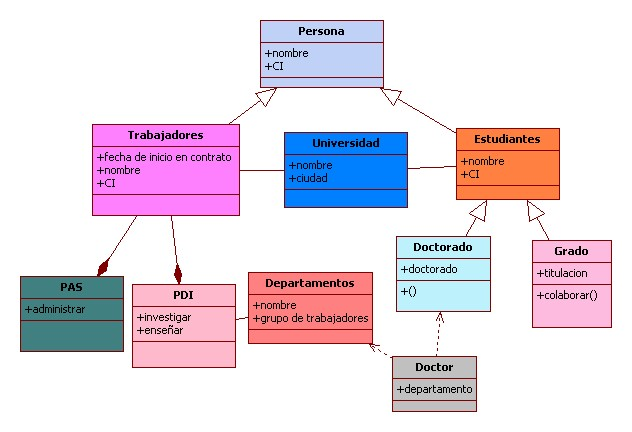 Persona
+nombre
+CI
Trabajadores
+fecha de inicio en contrato
+nombre
+CI
Universidad
+nombre
+ciudad
Estudiantes
+nombre
+CI
Doctorado
+doctorado
+()
Grado
+titulacion
+colaborar()
PAS
+administrar
PDI
+investigar
+enseñar
Departamentos
+nombre
+grupo de trabajadores
Doctor
+departamento